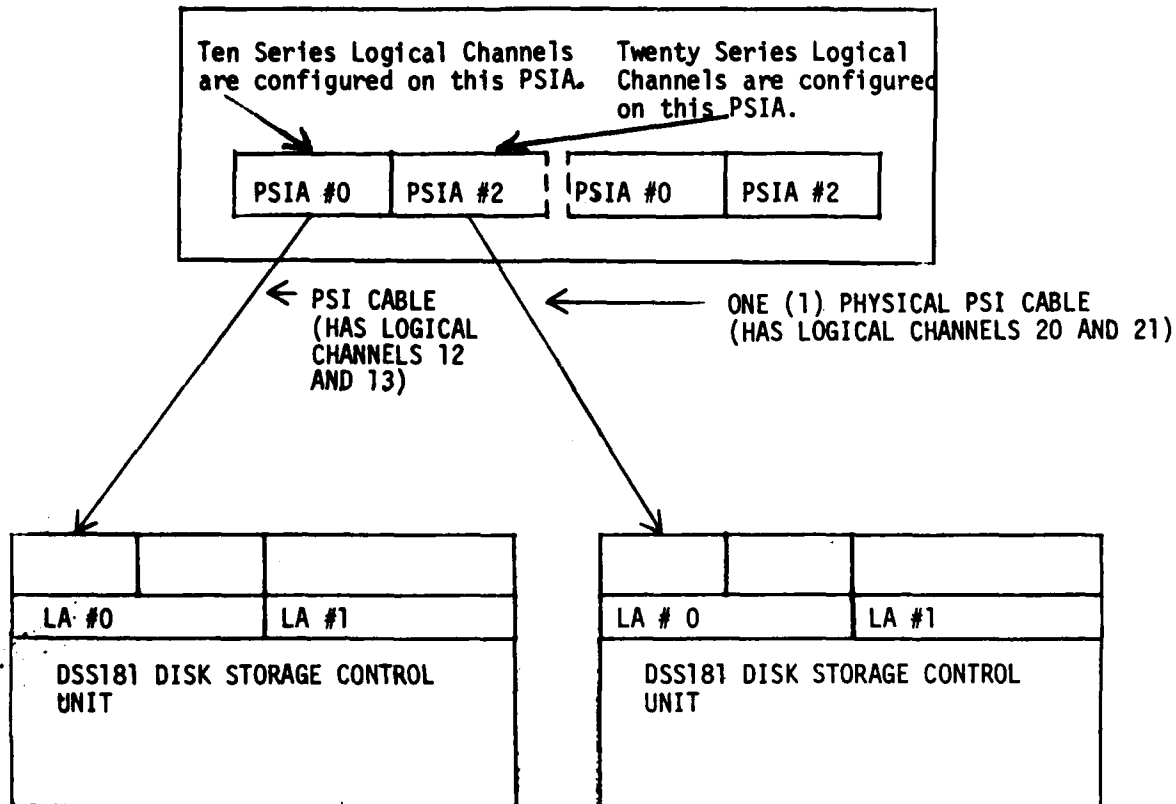 Ten Series Logical Channels
are configured on this PSIA.
Twenty Series Logical
Channels are configured
on this PSIA.
PSIA #0
PSIA #2
PSIA #0
PSIA #2
PSI CABLE
(HAS LOGICAL
CHANNELS 12
AND 13)
ONE (1) PHYSICAL PSI CABLE
(HAS LOGICAL CHANNELS 20 AND 21)
LA #0
LA #1
DSS181 DISK STORAGE CONTROL
UNIT
LA # 0
LA #1
DSS181 DISK STORAGE CONTROL
UNIT